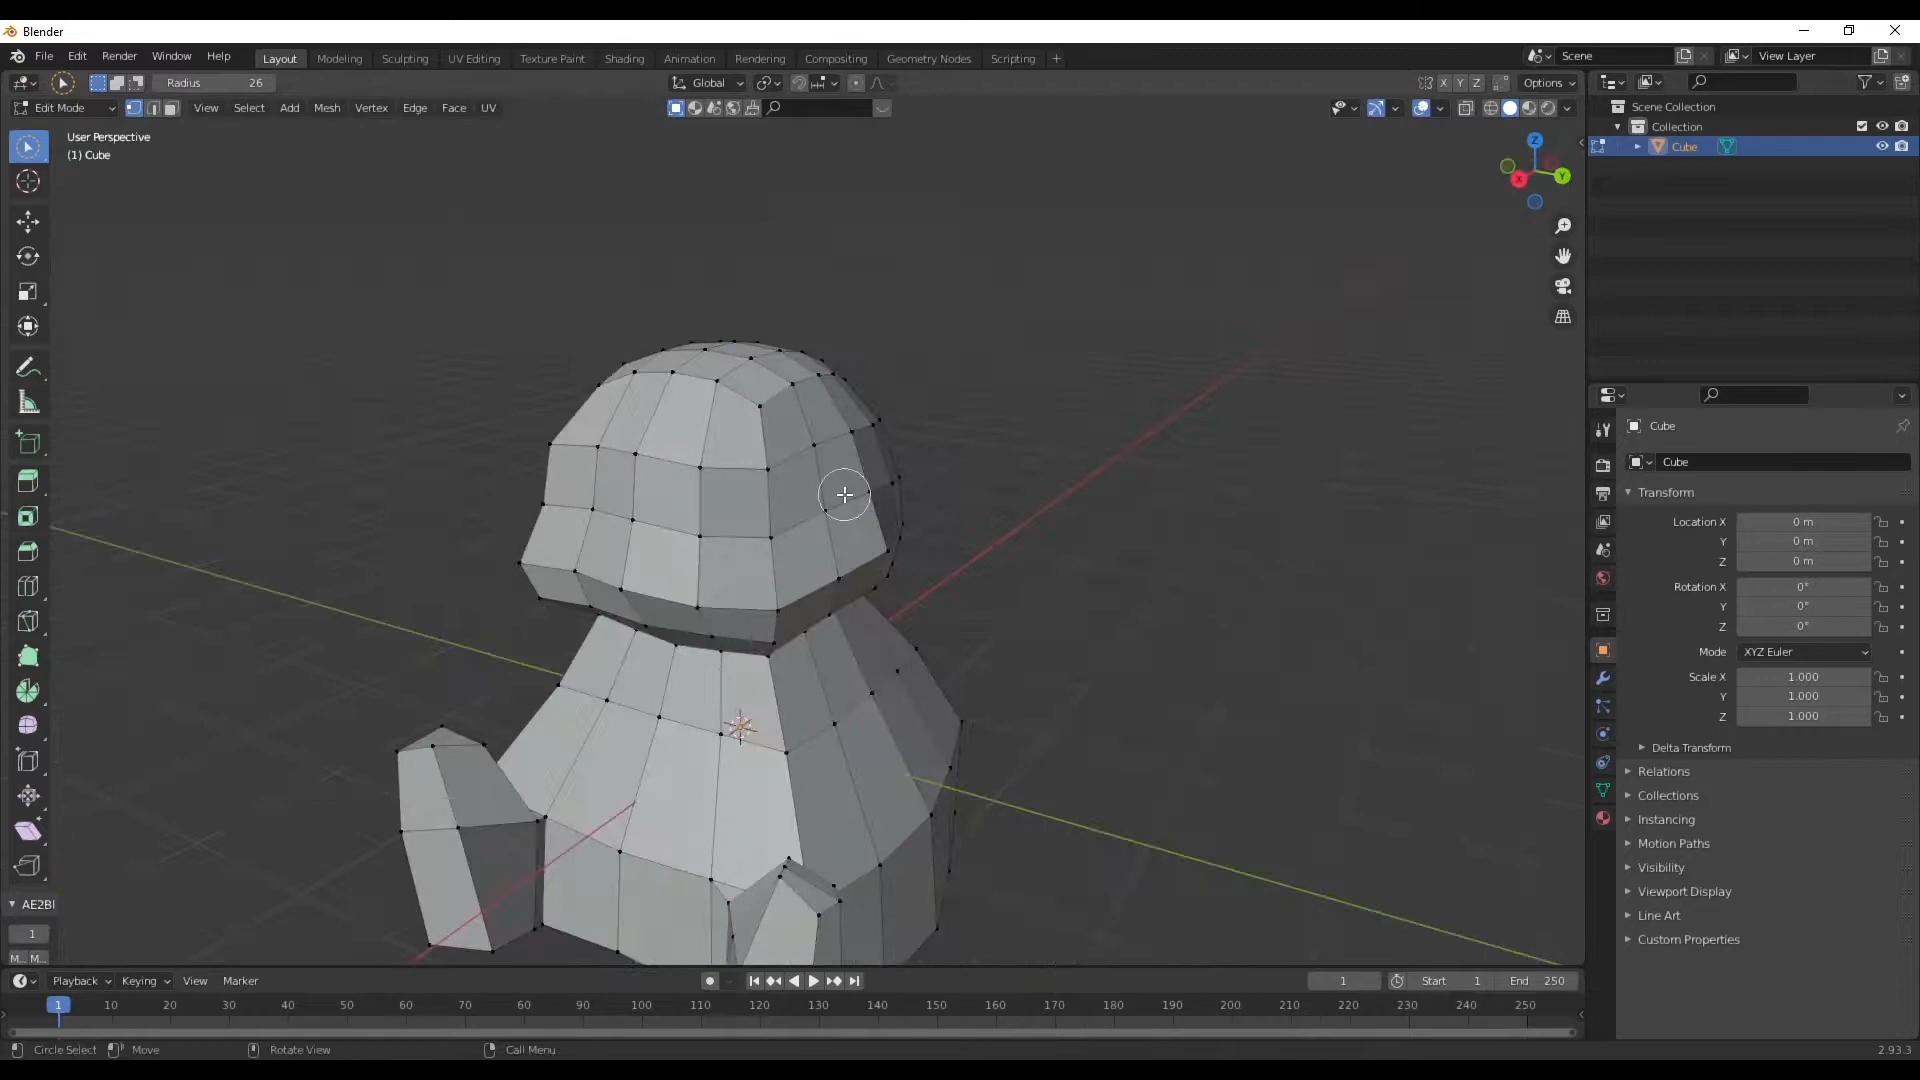 Blender
File Edit Render Window Help Layout Modeling Sculpting UV Editing Texture Paint Shading Animation Rendering Compositing Geometry Nodes Scripting + Scene View Layer
Radius 26 Global X Y Z Options
Edit Mode View Select Add Mesh Vertex Edge Face UV
Scene Collection
Collection
Cube
User Perspective
(1) Cube
Z
X
Y
Cube
Cube
Transform
Location X 0 m
Y 0 m
Z 0 m
Rotation X 0°
Y 0°
Z 0°
Mode XYZ Euler
Scale X 1.000
Y 1.000
Z 1.000
Delta Transform
Relations
Collections
Instancing
Motion Paths
Visibility
Viewport Display
Line Art
Custom Properties
AE2Bl
1
M... M...
Playback Keying View Marker 1 Start 1 End 250
1 10 20 30 40 50 60 70 80 90 100 110 120 130 140 150 160 170 180 190 200 210 220 230 240 250
Circle Select Move Rotate View Call Menu 2.93.3